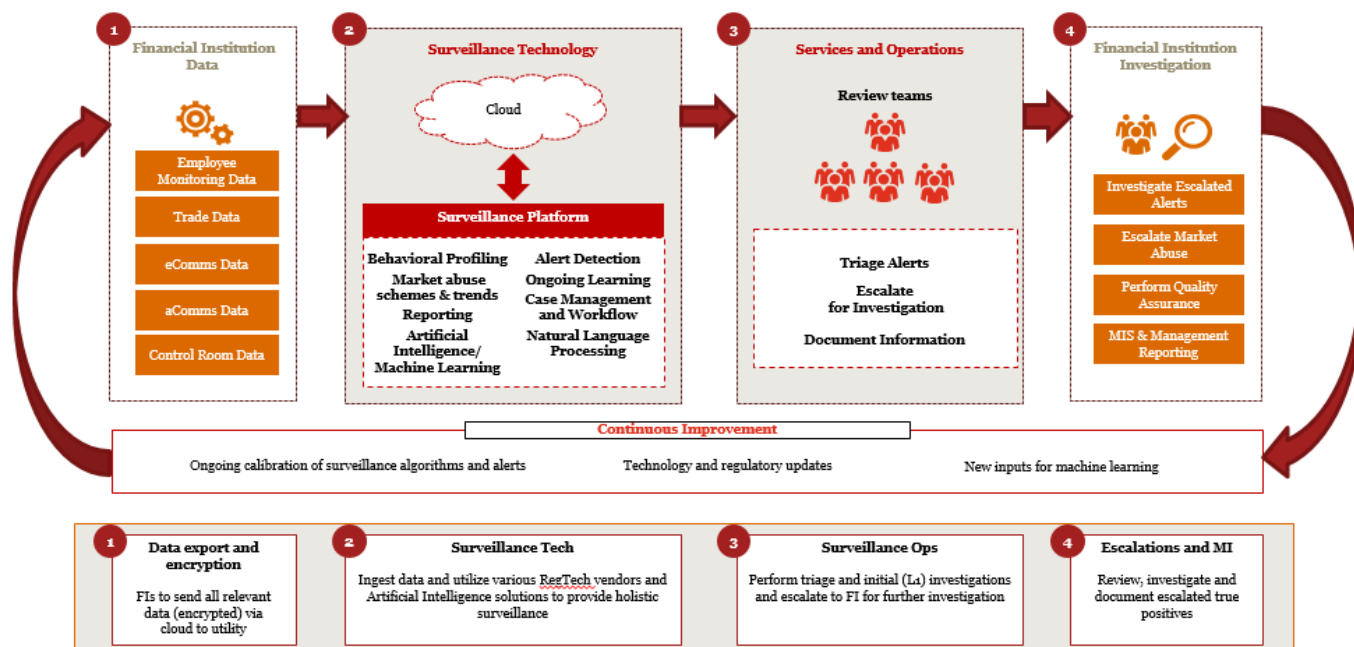 1
Financial Institution
Data
Employee
Monitoring Data
Trade Data
eComms Data
aComms Data
Control Room Data
2
Surveillance Technology
Cloud
Surveillance Platform
Behavioral Profiling
Market abuse
schemes & trends
Reporting
Artificial
Intelligence/
Machine Learning
Alert Detection
Ongoing Learning
Case Management
and Workflow
Natural Language
Processing
3
Services and Operations
Review teams
Triage Alerts
Escalate
for Investigation
Document Information
4
Financial Institution
Investigation
Investigate Escalated
Alerts
Escalate Market
Abuse
Perform Quality
Assurance
MIS & Management
Reporting
Continuous Improvement
Ongoing calibration of surveillance algorithms and alerts
Technology and regulatory updates
New inputs for machine learning
1
Data export and
encryption
FIs to send all relevant
data (encrypted) via
cloud to utility
2
Surveillance Tech
Ingest data and utilize various RegTech vendors and
Artificial Intelligence solutions to provide holistic
surveillance
3
Surveillance Ops
Perform triage and initial (L1) investigations
and escalate to FI for further investigation
4
Escalations and MI
Review, investigate and
document escalated true
positives